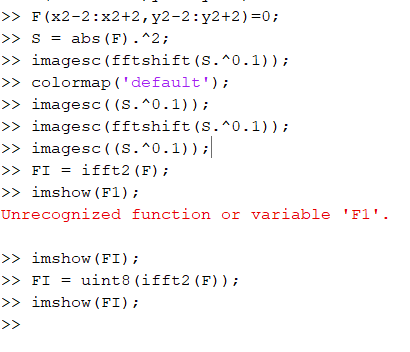 >> F(x2-2:x2+2,y2-2:y2+2)=0;
>> S = abs(F).^2;
>> imagesc(fftshift(S.^0.1));
>> colormap('default');
>> imagesc((S.^0.1));
>> imagesc(fftshift(S.^0.1));
>> imagesc((S.^0.1));
>> FI = ifft2(F);
>> imshow(F1);
Unrecognized function or variable 'F1'.
>> imshow(FI);
>> FI = uint8(ifft2(F));
>> imshow(FI);
>>